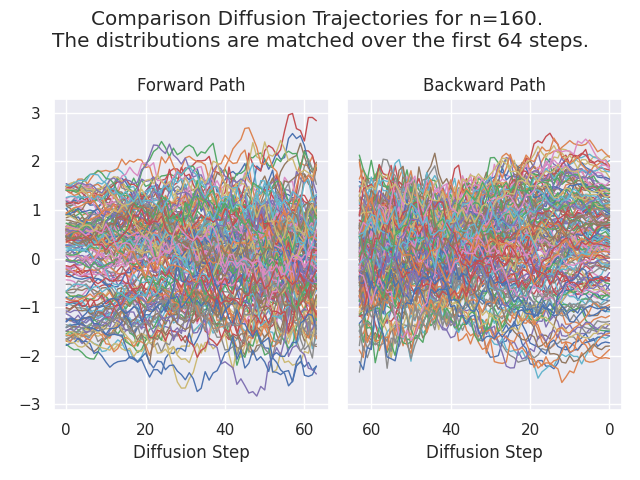 Comparison Diffusion Trajectories for n=160.
The distributions are matched over the first 64 steps.
Forward Path
Backward Path
3
2
1
0
−1
−2
−3
0
20
40
60
60
40
20
0
Diffusion Step
Diffusion Step